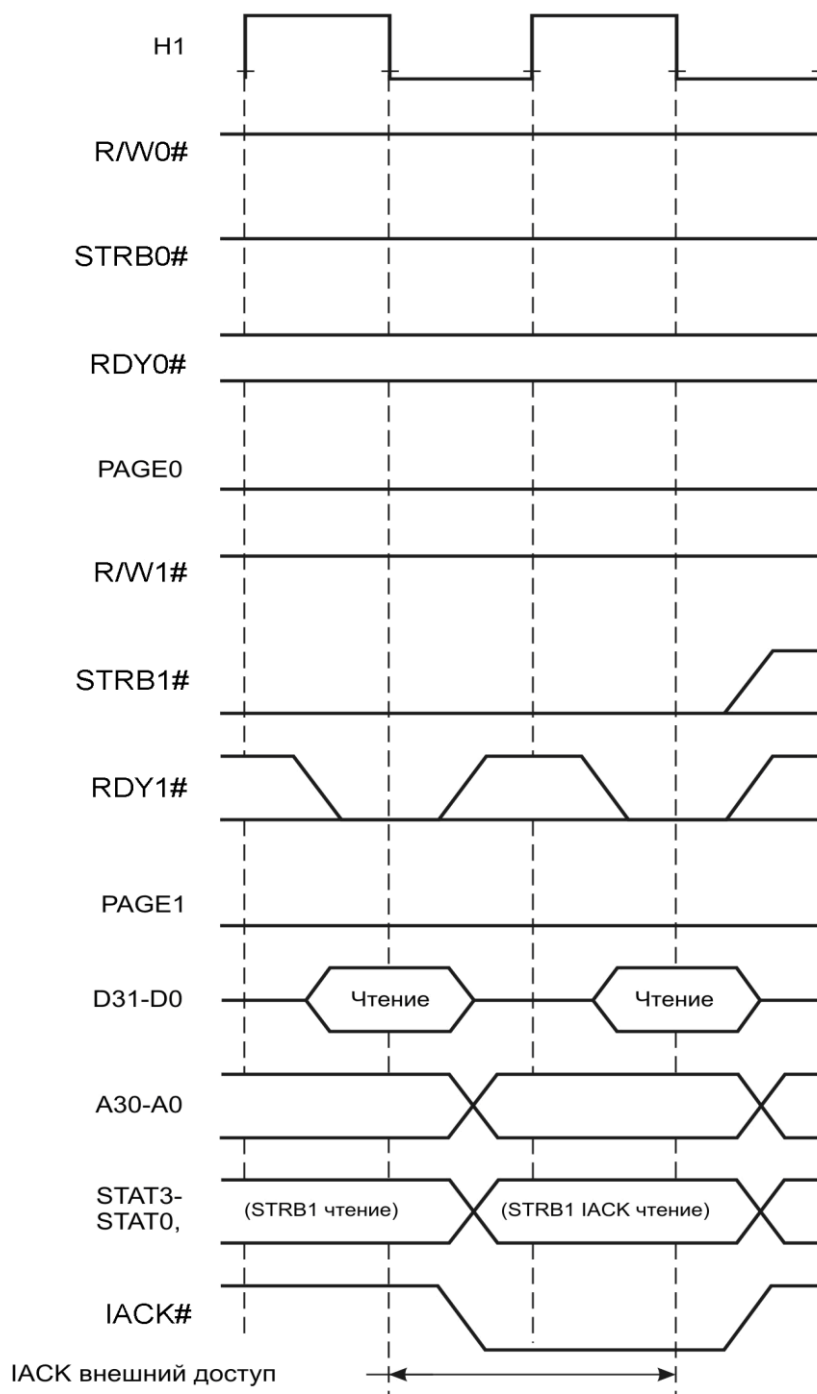 H1
R/W0#
STRB0#
RDY0#
PAGE0
R/W1#
STRB1#
RDY1#
PAGE1
D31-D0
Чтение
Чтение
A30-A0
STAT3-
STAT0,
(STRB1 чтение)
(STRB1 IACK чтение)
IACK#
IACK внешний доступ